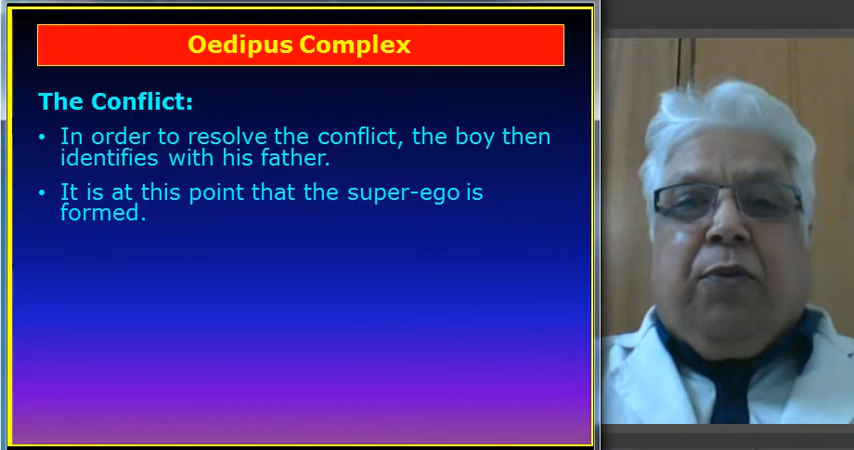 Oedipus Complex
The Conflict:
• In order to resolve the conflict, the boy then
identifies with his father.
• It is at this point that the super-ego is
formed.